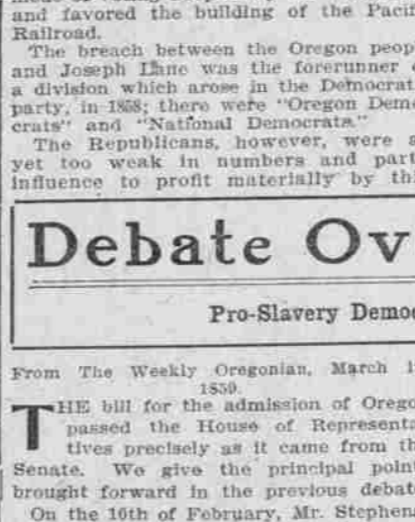 and favored the building of the Pacif
Railroad.
The breach between the Oregon peop
and Joseph Lane was the forerunner
a division which arose in the Democrat
party, in 1858; there were "Oregon Dem
crats" and "National Democrats."
The Republicans, however, were a
yet too weak in numbers and part
influence to profit materially by thi
Debate Ov
Pro-Slavery Demo
From The Weekly Oregonian, March 1
1859.
THE bill for the admission of Orego
passed the House of Representa
tives precisely as it came from th
Senate. We give the principal point
brought forward in the previous debate
On the 16th of February, Mr. Stephens